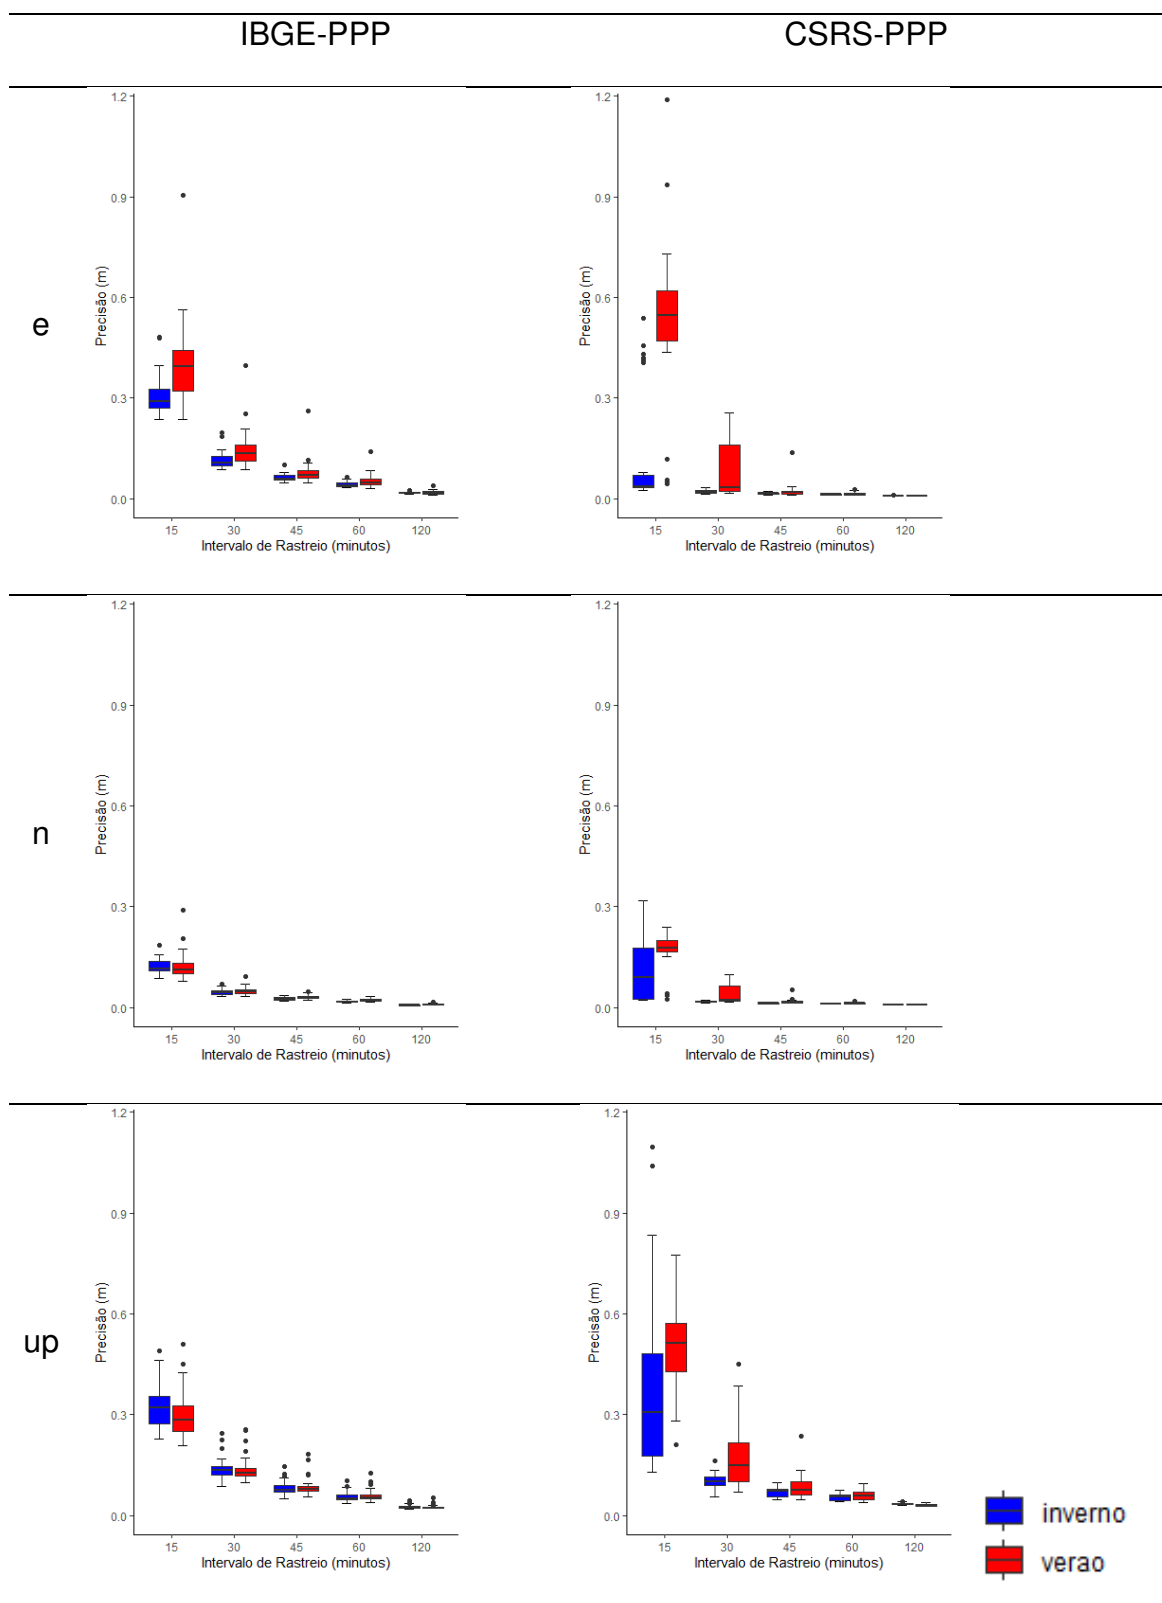 IBGE-PPP CSRS-PPP
e
1.2
0.9
0.6
0.3
0.0
Precisão (m)
15 30 45 60 120
Intervalo de Rastreio (minutos)
1.2
0.9
0.6
0.3
0.0
Precisão (m)
15 30 45 60 120
Intervalo de Rastreio (minutos)
n
1.2
0.9
0.6
0.3
0.0
Precisão (m)
15 30 45 60 120
Intervalo de Rastreio (minutos)
1.2
0.9
0.6
0.3
0.0
Precisão (m)
15 30 45 60 120
Intervalo de Rastreio (minutos)
up
1.2
0.9
0.6
0.3
0.0
Precisão (m)
15 30 45 60 120
Intervalo de Rastreio (minutos)
1.2
0.9
0.6
0.3
0.0
Precisão (m)
15 30 45 60 120
Intervalo de Rastreio (minutos)
inverno
verao